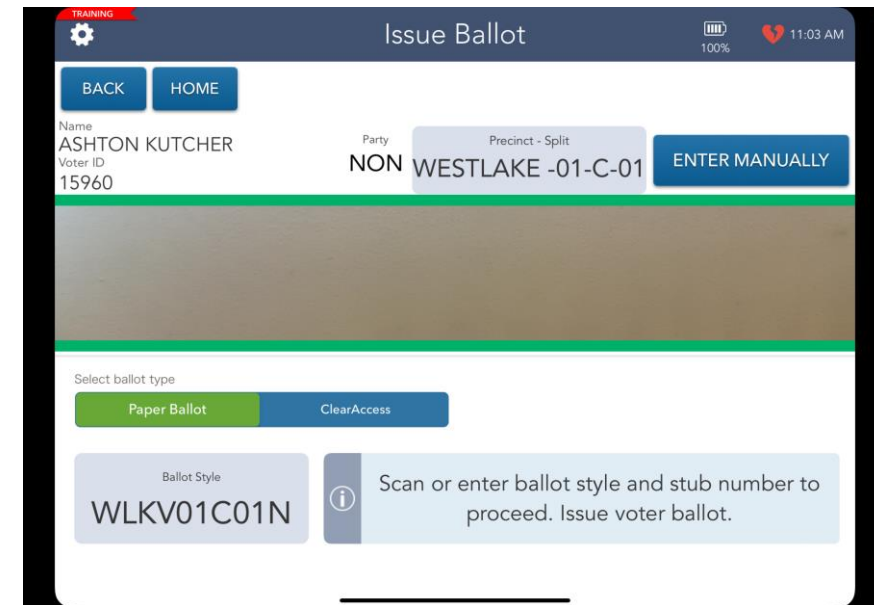 TRAINING
Issue Ballot
100%
11:03 AM
BACK
HOME
Name
ASHTON KUTCHER
Voter ID
15960
Party
NON
Precinct - Split
WESTLAKE -01-C-01
ENTER MANUALLY
Select ballot type
Paper Ballot
ClearAccess
Ballot Style
WLKV01C01N
Scan or enter ballot style and stub number to
proceed. Issue voter ballot.